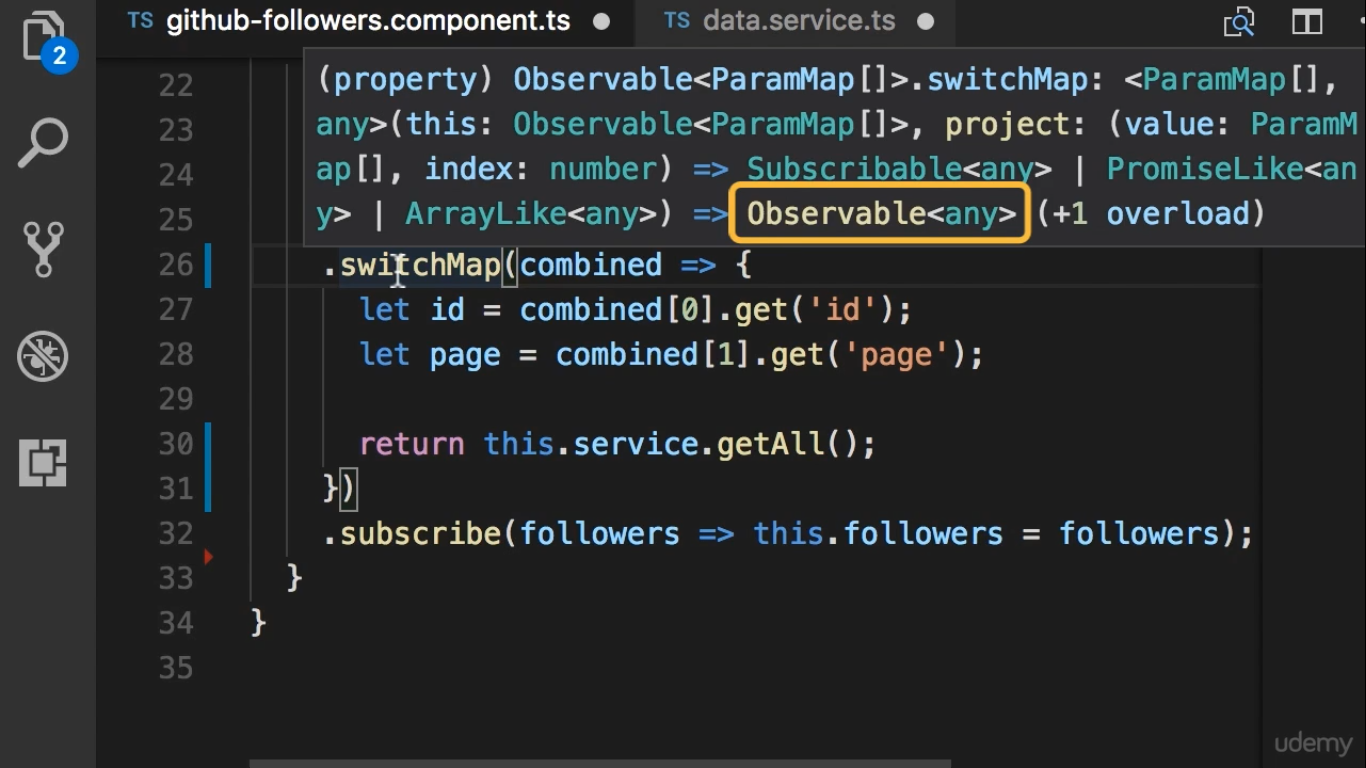 TS github-followers.component.ts TS data.service.ts
2
22
23
24
25
(property) Observable<ParamMap[]>.switchMap: <ParamMap[],
any>(this: Observable<ParamMap[]>, project: (value: ParamM
ap[], index: number) => Subscribable<any> | PromiseLike<an
y> | ArrayLike<any>) => Observable<any> (+1 overload)
26 .switchMap(combined => {
27 let id = combined[0].get('id');
28 let page = combined[1].get('page');
29
30 return this.service.getAll();
31 })
32 .subscribe(followers => this.followers = followers);
33 }
34 }
35
udemy